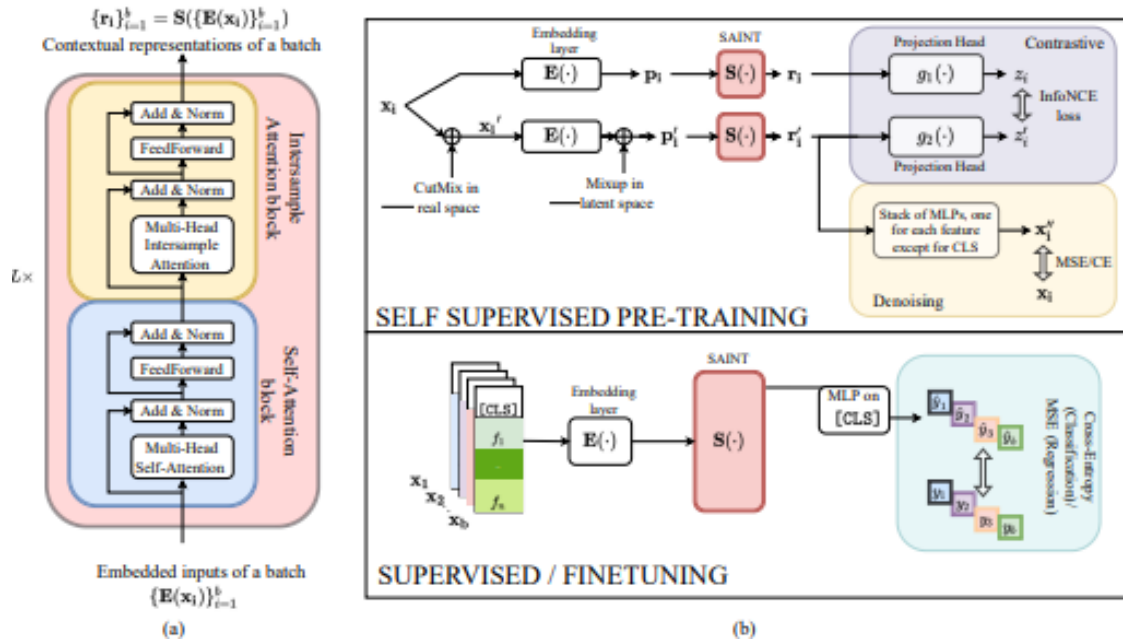 {r_i}_{i=1}^b = S({E(x_i)}_{i=1}^b)
Contextual representations of a batch
Add & Norm
FeedForward
Add & Norm
Multi-Head
Intersample
Attention
Intersample
Attention block
L×
Add & Norm
FeedForward
Add & Norm
Multi-Head
Self-Attention
Self-Attention
block
Embedded inputs of a batch
{E(x_i)}_{i=1}^b
(a)
Embedding
layer
SAINT
Projection Head
Contrastive
x_i
E(·)
p_i
S(·)
r_i
g_1(·)
z_i
InfoNCE
loss
x_i'
E(·)
p_i'
S(·)
r_i'
g_2(·)
z_i'
Projection Head
CutMix in
real space
Mixup in
latent space
Stack of MLPs, one
for each feature
except for CLS
x_i''
MSE/CE
x_i
Denoising
SELF SUPERVISED PRE-TRAINING
SAINT
Embedding
layer
[CLS]
f_1
f_n
x_1
x_2
x_b
E(·)
S(·)
MLP on
[CLS]
ŷ_1
ŷ_2
ŷ_3
ŷ_b
y_1
y_2
y_3
y_b
Cross-Entropy
(Classification)/
MSE (Regression)
SUPERVISED / FINETUNING
(b)